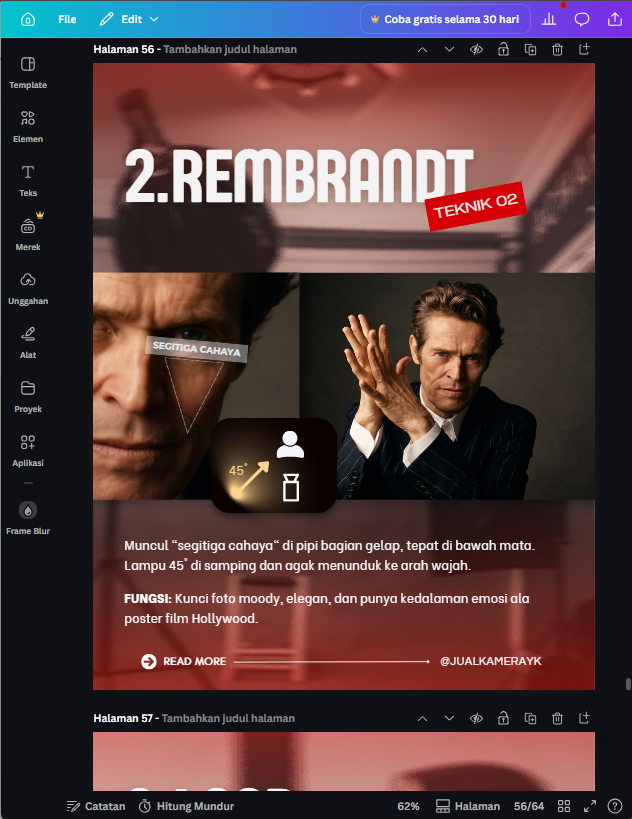 File
Edit
Coba gratis selama 30 hari
Halaman 56 - Tambahkan judul halaman
Template
Elemen
Teks
Merek
Unggahan
Alat
Proyek
Aplikasi
Frame Blur
2.REMBRANDT
TEKNIK 02
SEGITIGA CAHAYA
45°
Muncul “segitiga cahaya“ di pipi bagian gelap, tepat di bawah mata.
Lampu 45° di samping dan agak menunduk ke arah wajah.
FUNGSI: Kunci foto moody, elegan, dan punya kedalaman emosi ala
poster film Hollywood.
READ MORE
@JUALKAMERAYK
Halaman 57 - Tambahkan judul halaman
Catatan
Hitung Mundur
62%
Halaman
56/64